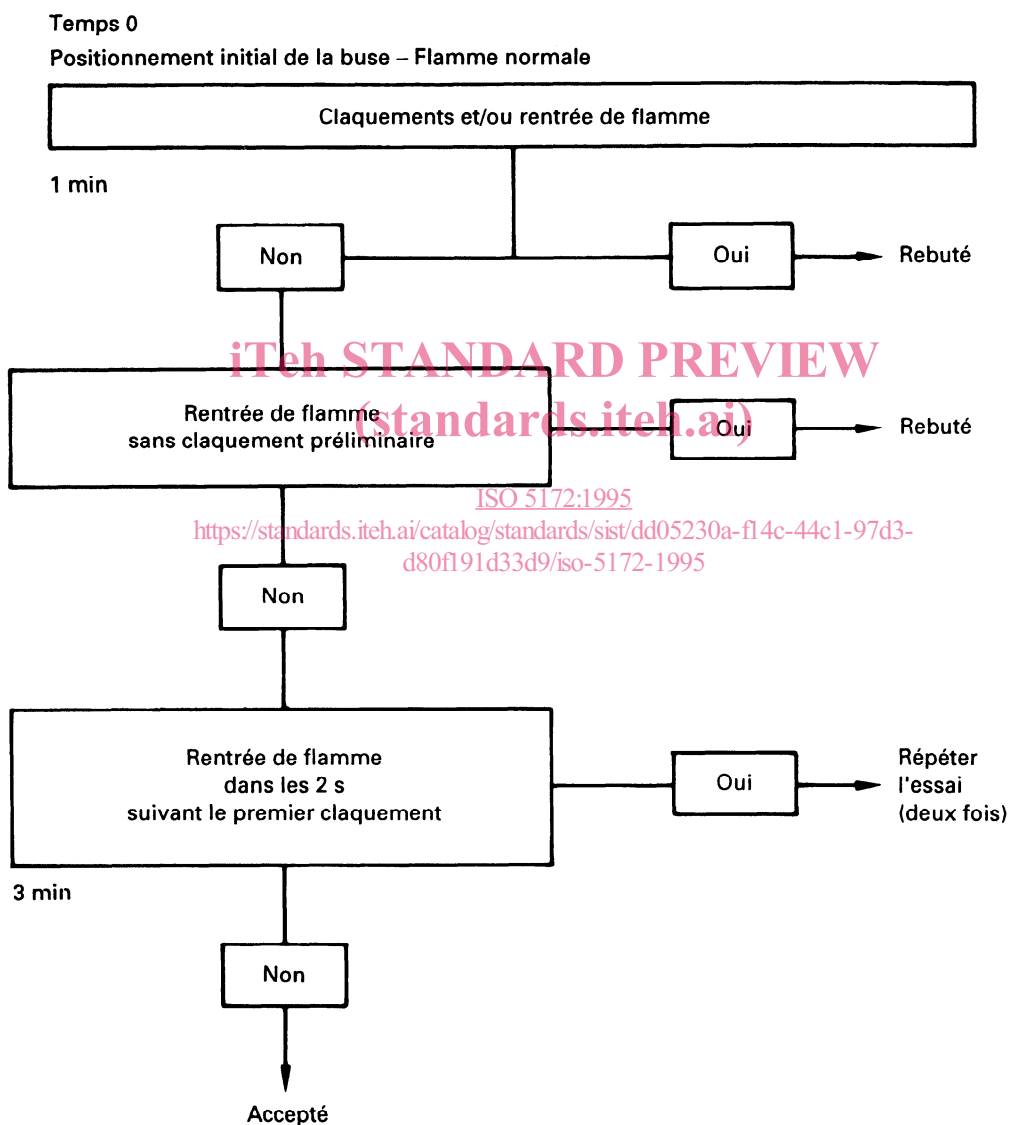 Temps 0
Positionnement initial de la buse – Flamme normale
Claquements et/ou rentrée de flamme
1 min
Non
Oui
Rebuté
iTeh STANDARD PREVIEW
(standards.iteh.ai)
Rentrée de flamme
sans claquement préliminaire
Oui
Rebuté
ISO 5172:1995
https://standards.iteh.ai/catalog/standards/sist/dd05230a-f14c-44c1-97d3-
d80f191d33d9/iso-5172-1995
Non
Rentrée de flamme
dans les 2 s
suivant le premier claquement
Oui
Répéter
l'essai
(deux fois)
3 min
Non
Accepté